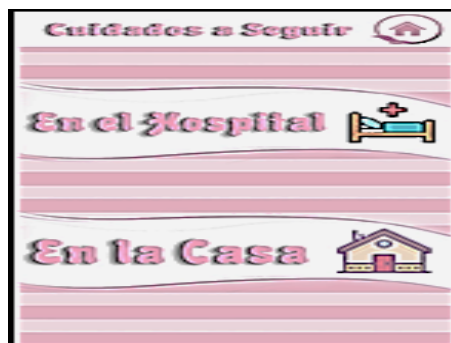 Cuidados a Seguir
En el Hospital
En la Casa